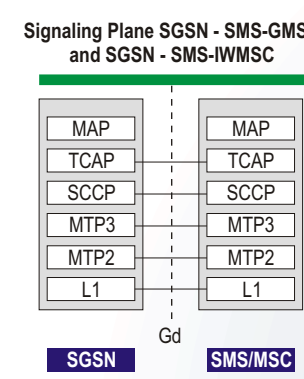 Signaling Plane SGSN - SMS-GMS
and SGSN - SMS-IWMSC
MAP MAP
TCAP TCAP
SCCP SCCP
MTP3 MTP3
MTP2 MTP2
L1 L1
Gd
SGSN SMS/MSC